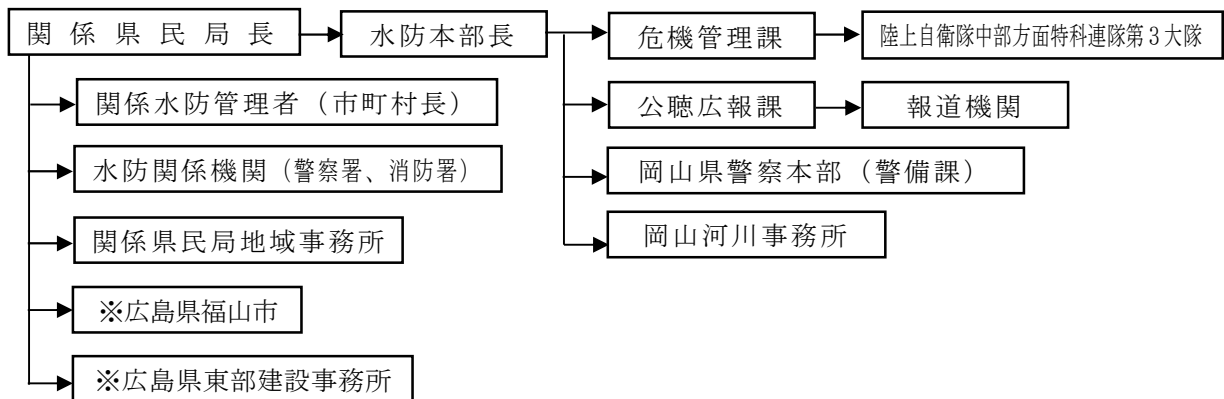 関係県民局長
水防本部長
危機管理課
陸上自衛隊中部方面特科連隊第3大隊
関係水防管理者（市町村長）
公聴広報課
報道機関
水防関係機関（警察署、消防署）
岡山県警察本部（警備課）
関係県民局地域事務所
岡山河川事務所
※広島県福山市
※広島県東部建設事務所